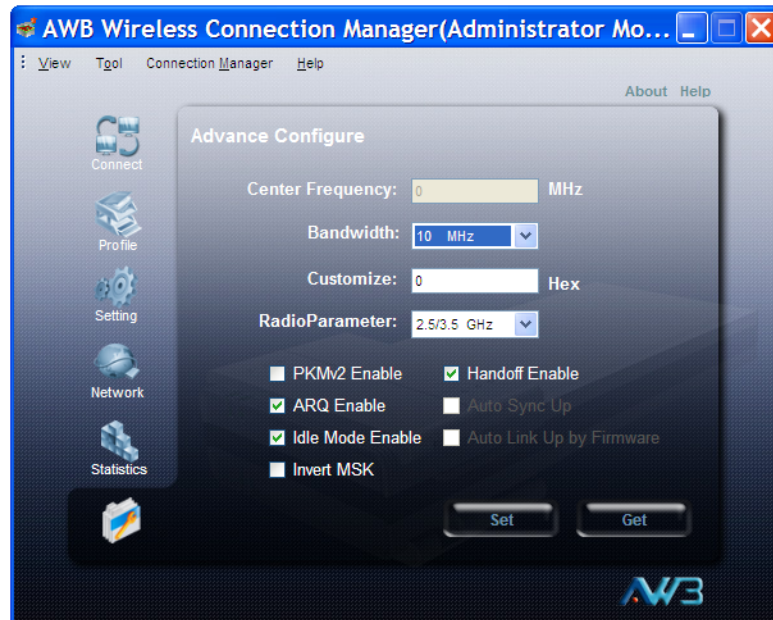 AWB Wireless Connection Manager(Administrator Mo...
View Tool Connection Manager Help
About Help
Connect
Profile
Setting
Network
Statistics
Advance Configure
Center Frequency: 0 MHz
Bandwidth: 10 MHz
Customize: 0 Hex
RadioParameter: 2.5/3.5 GHz
PKMv2 Enable Handoff Enable
ARQ Enable Auto Sync Up
Idle Mode Enable Auto Link Up by Firmware
Invert MSK
Set Get
AWB